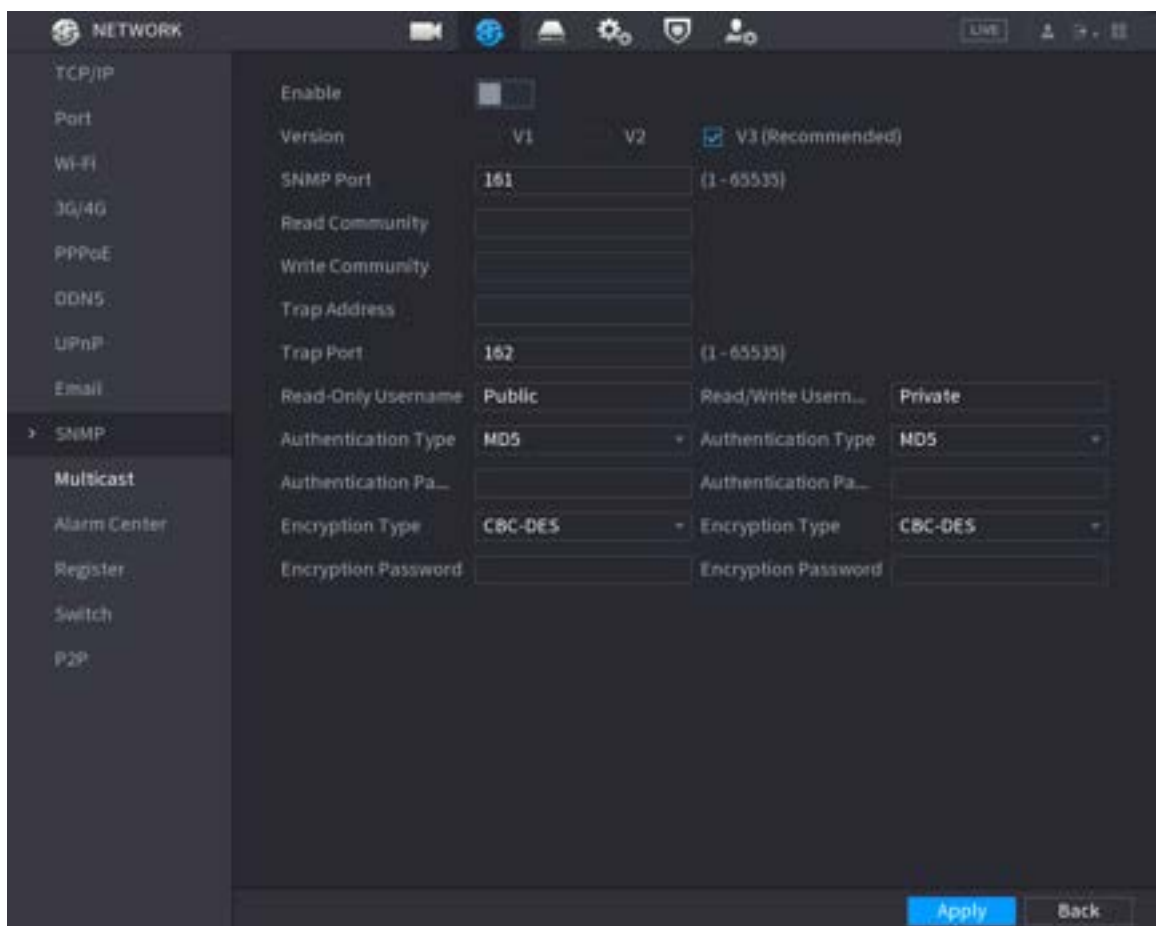 NETWORK
LIVE
TCP/IP
Port
Wi-Fi
3G/4G
PPPoE
DDNS
UPnP
Email
SNMP
Multicast
Alarm Center
Register
Switch
P2P
Enable
Version V1 V2 V3 (Recommended)
SNMP Port 161 (1 - 65535)
Read Community
Write Community
Trap Address
Trap Port 162 (1 - 65535)
Read-Only Username Public Read/Write Usern... Private
Authentication Type MD5 Authentication Type MD5
Authentication Pa... Authentication Pa...
Encryption Type CBC-DES Encryption Type CBC-DES
Encryption Password Encryption Password
Apply Back